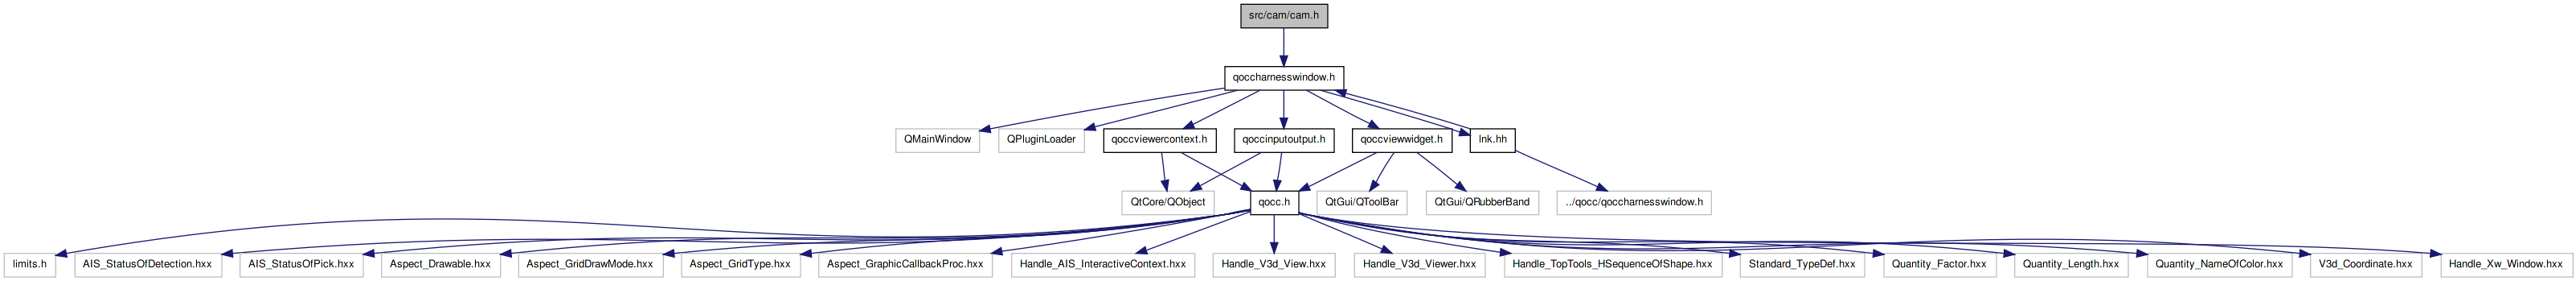 src/cam/cam.h
qoccharnesswindow.h
QMainWindow
QPluginLoader
qoccviewercontext.h
qoccinputoutput.h
qoccviewwidget.h
lnk.hh
QtCore/QObject
qocc.h
QtGui/QToolBar
QtGui/QRubberBand
../qocc/qoccharnesswindow.h
limits.h
AIS_StatusOfDetection.hxx
AIS_StatusOfPick.hxx
Aspect_Drawable.hxx
Aspect_GridDrawMode.hxx
Aspect_GridType.hxx
Aspect_GraphicCallbackProc.hxx
Handle_AIS_InteractiveContext.hxx
Handle_V3d_View.hxx
Handle_V3d_Viewer.hxx
Handle_TopTools_HSequenceOfShape.hxx
Standard_TypeDef.hxx
Quantity_Factor.hxx
Quantity_Length.hxx
Quantity_NameOfColor.hxx
V3d_Coordinate.hxx
Handle_Xw_Window.hxx